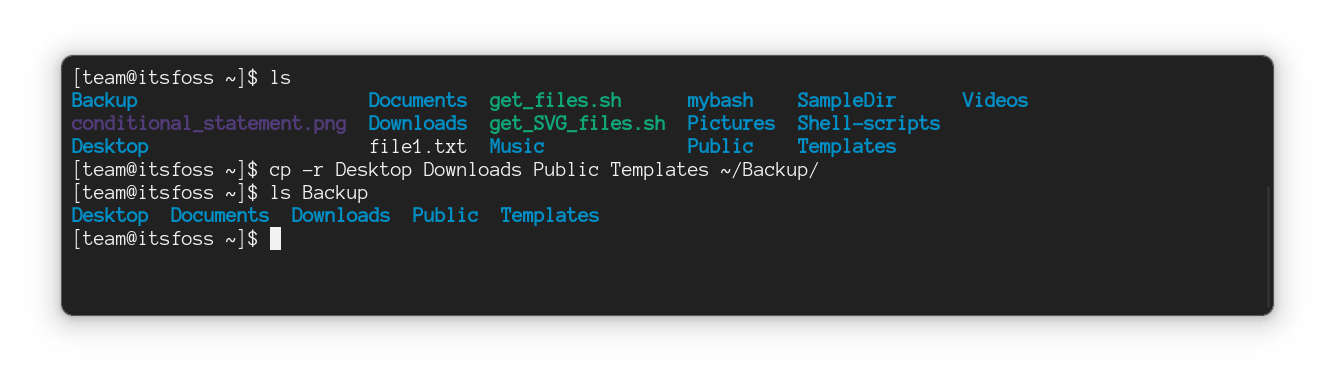 [team@itsfoss ~]$ ls
Backup                     Documents  get_files.sh      mybash    SampleDir      Videos
conditional_statement.png  Downloads  get_SVG_files.sh  Pictures  Shell-scripts
Desktop                    file1.txt  Music             Public    Templates
[team@itsfoss ~]$ cp -r Desktop Downloads Public Templates ~/Backup/
[team@itsfoss ~]$ ls Backup
Desktop  Documents  Downloads  Public  Templates
[team@itsfoss ~]$